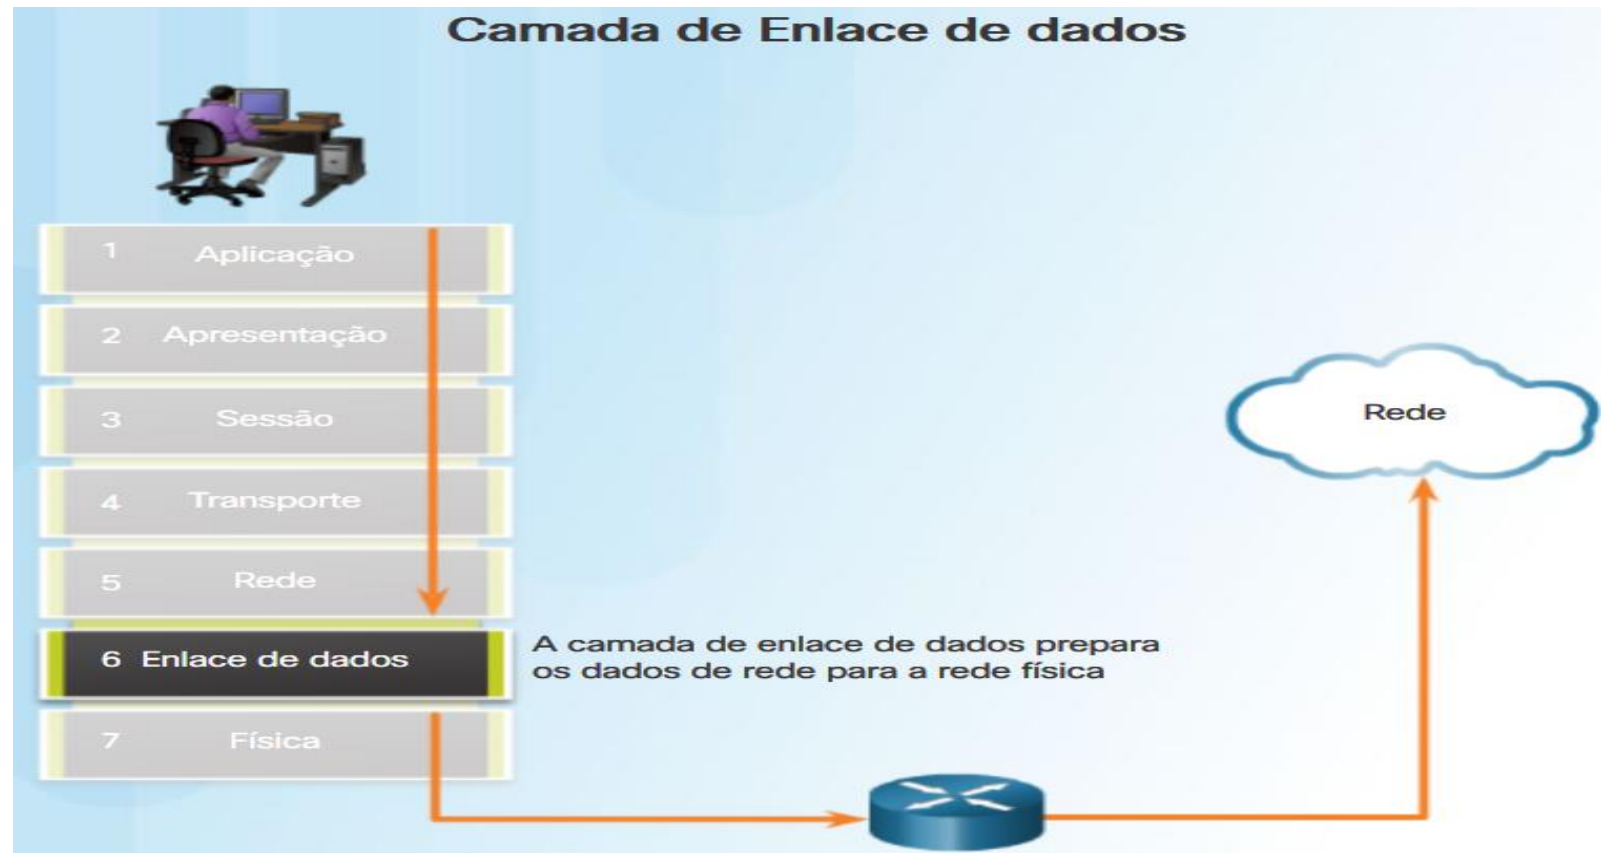 Camada de Enlace de dados
1 Aplicação
2 Apresentação
3 Sessão
4 Transporte
5 Rede
6 Enlace de dados
A camada de enlace de dados prepara
os dados de rede para a rede física
7 Física
Rede